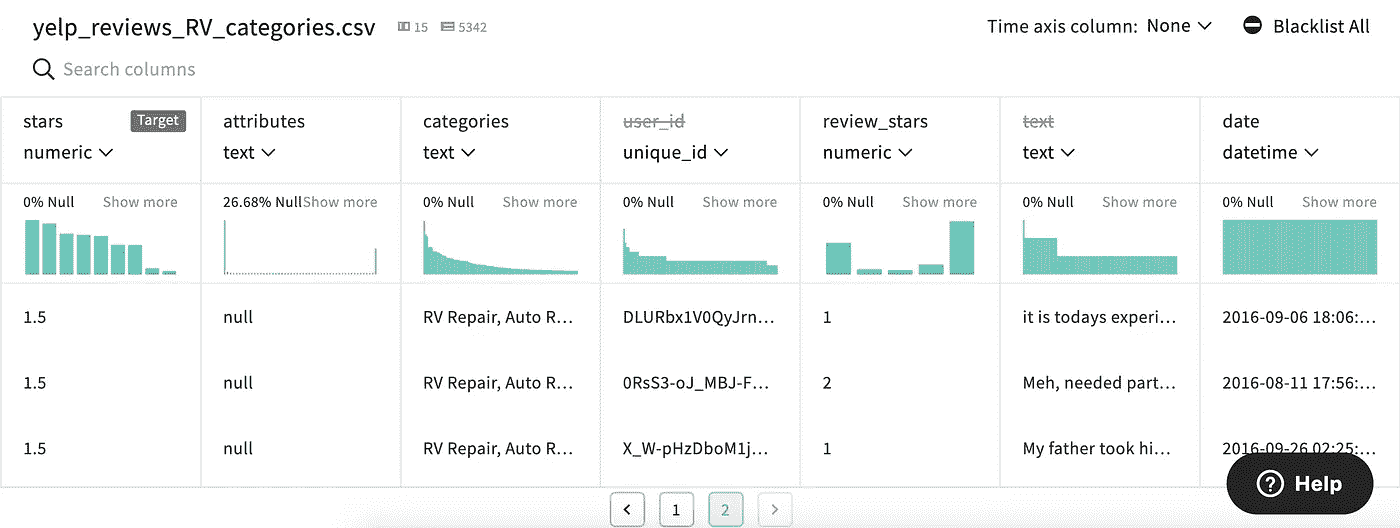 yelp_reviews_RV_categories.csv 15 5342 Time axis column: None Blacklist All
Search columns
stars Target attributes categories user_id review_stars text date
numeric text text unique_id numeric text datetime
0% Null Show more 26.68% Null Show more 0% Null Show more 0% Null Show more 0% Null Show more 0% Null Show more 0% Null Show more
1.5 null RV Repair, Auto R... DLURbx1V0QyJrn... 1 it is todays experi... 2016-09-06 18:06:...
1.5 null RV Repair, Auto R... 0RsS3-oJ_MBJ-F... 2 Meh, needed part... 2016-08-11 17:56:...
1.5 null RV Repair, Auto R... X_W-pHzDboM1j... 1 My father took hi... 2016-09-26 02:25:...
Help
1 2